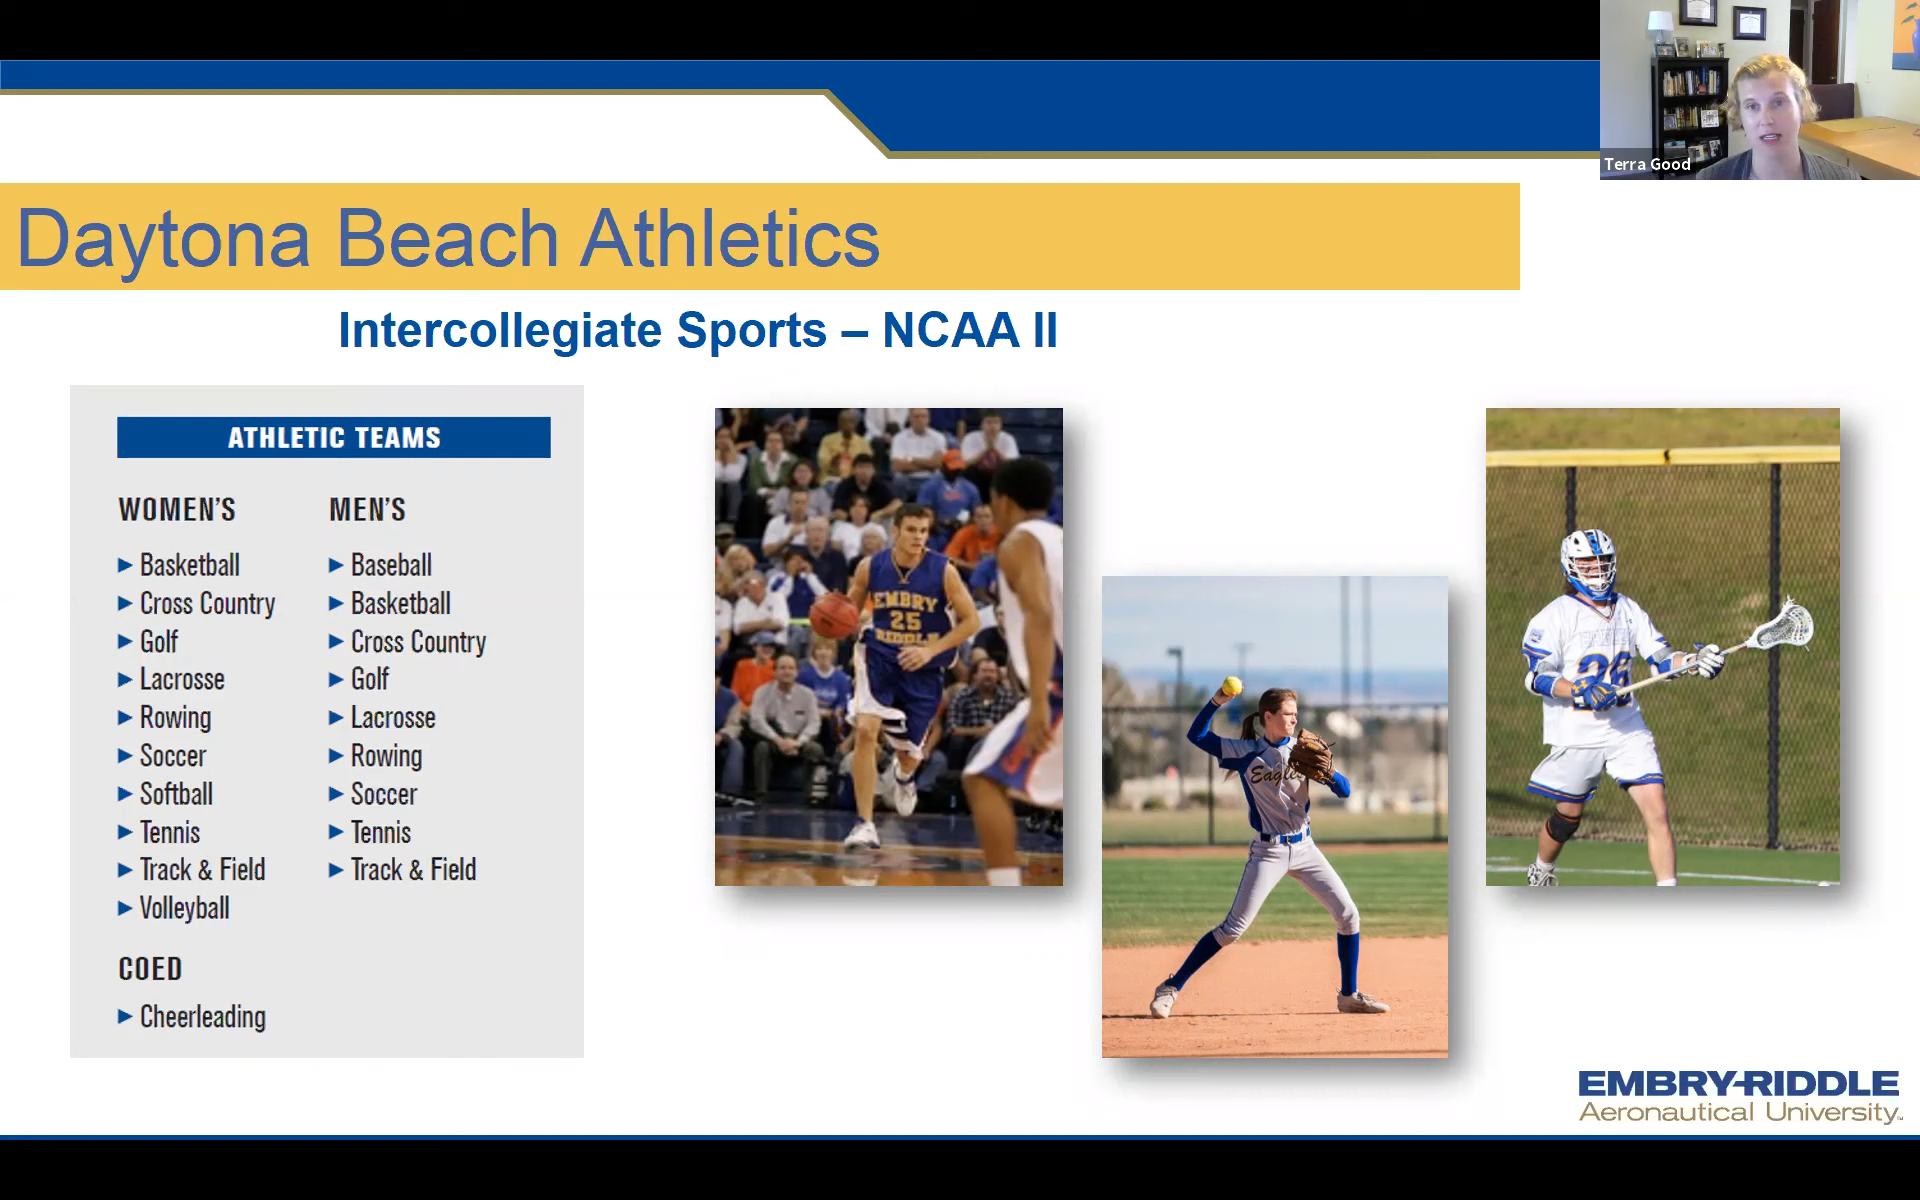 Terra Good
Daytona Beach Athletics
Intercollegiate Sports – NCAA II
ATHLETIC TEAMS
WOMEN'S
Basketball
Cross Country
Golf
Lacrosse
Rowing
Soccer
Softball
Tennis
Track & Field
Volleyball
MEN'S
Baseball
Basketball
Cross Country
Golf
Lacrosse
Rowing
Soccer
Tennis
Track & Field
COED
Cheerleading
EMBRY
25
RIDDLE
Eagles
26
EMBRY-RIDDLE
Aeronautical University